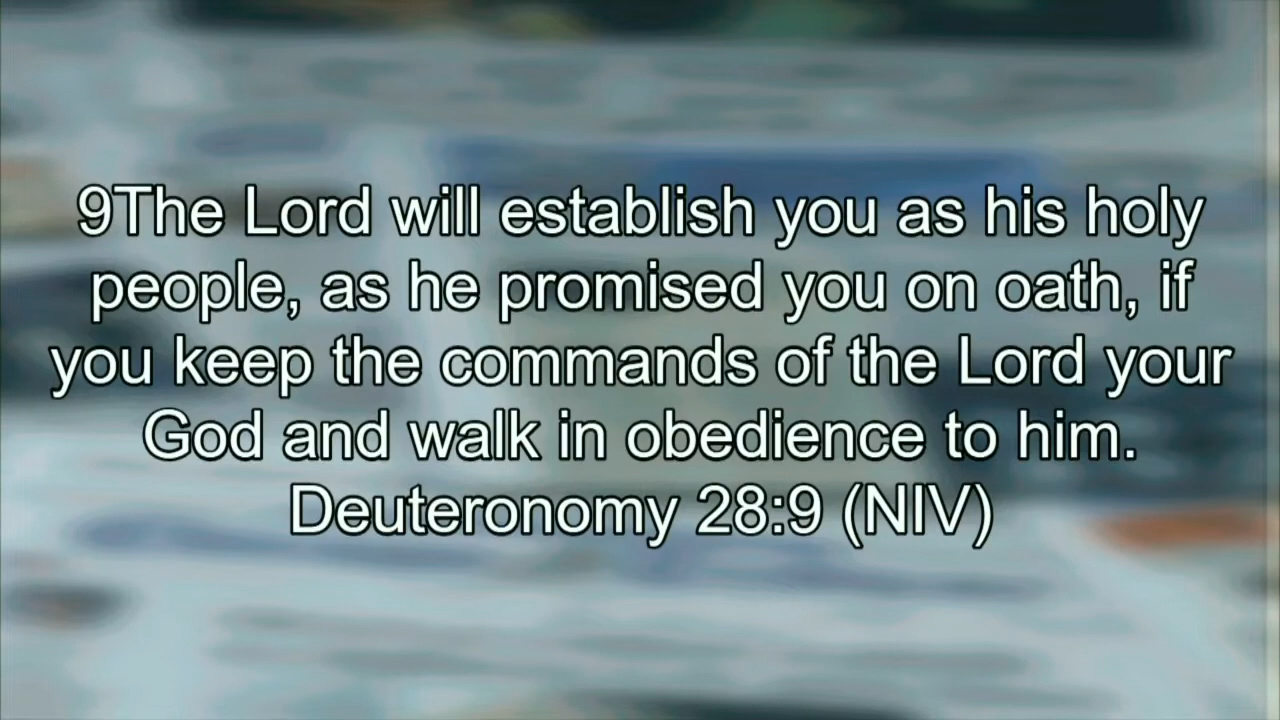 9The Lord will establish you as his holy
people, as he promised you on oath, if
you keep the commands of the Lord your
God and walk in obedience to him.
Deuteronomy 28:9 (NIV)